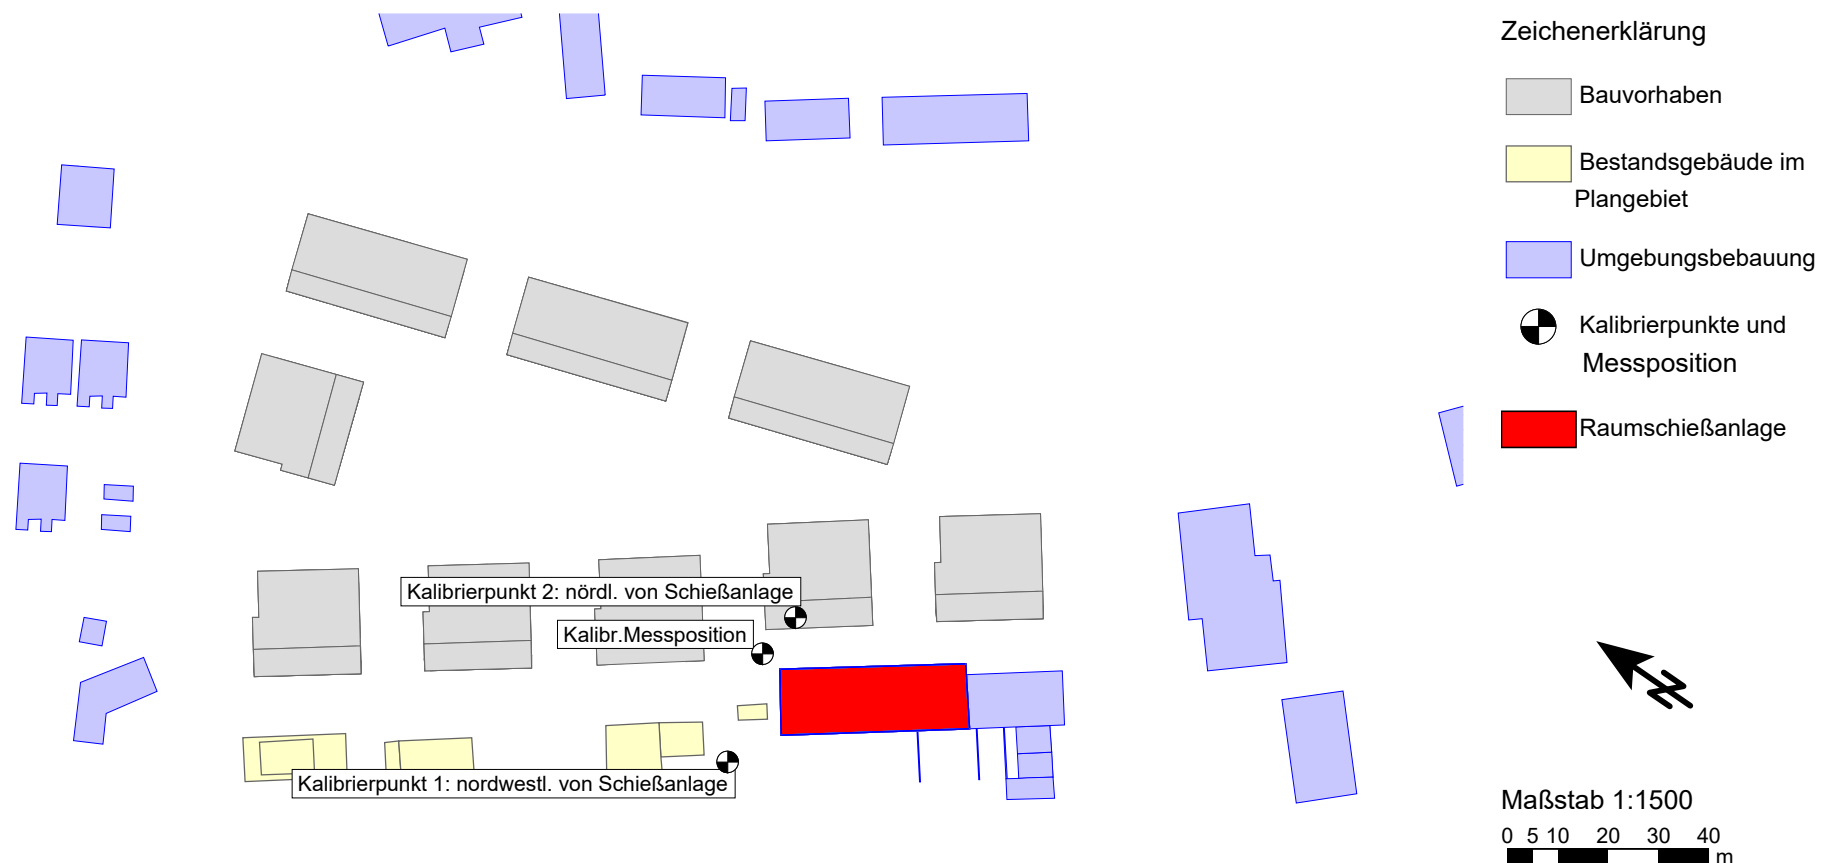 Zeichenerklärung
Bauvorhaben
Bestandsgebäude im
Plangebiet
Umgebungsbebauung
Kalibrierpunkte und
Messposition
Raumschießanlage
Kalibrierpunkt 2: nördl. von Schießanlage
Kalibr.Messposition
Kalibrierpunkt 1: nordwestl. von Schießanlage
N
Maßstab 1:1500
0 5 10 20 30 40
m